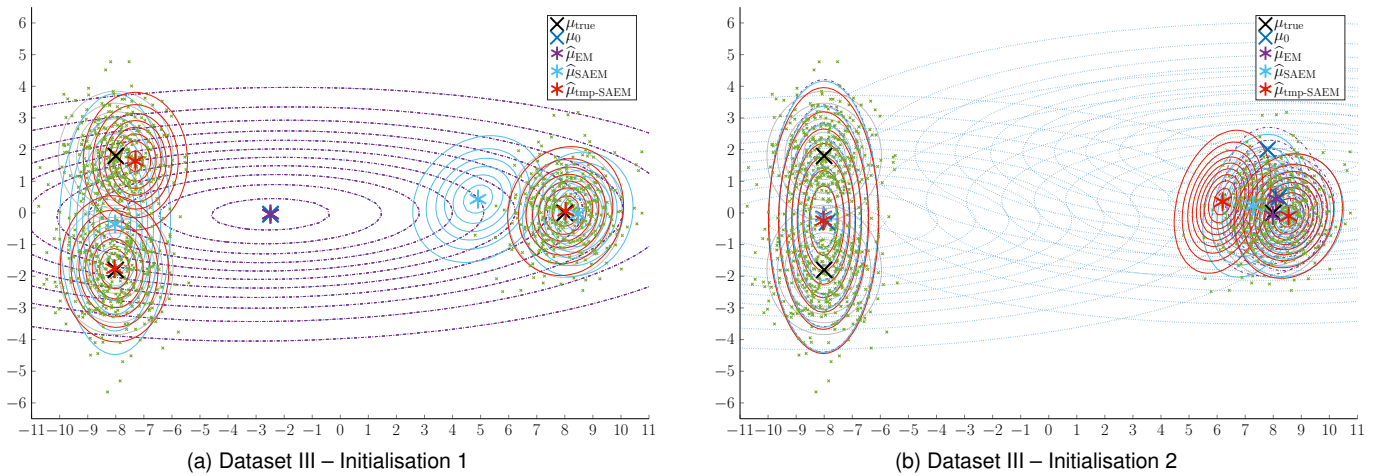 6
5
4
3
2
1
0
−1
−2
−3
−4
−5
−6
−11 −10 −9 −8 −7 −6 −5 −4 −3 −2 −1 0 1 2 3 4 5 6 7 8 9 10 11
μtrue
μ0
μ̂EM
μ̂SAEM
μ̂tmp-SAEM
(a) Dataset III – Initialisation 1
6
5
4
3
2
1
0
−1
−2
−3
−4
−5
−6
−11 −10 −9 −8 −7 −6 −5 −4 −3 −2 −1 0 1 2 3 4 5 6 7 8 9 10 11
μtrue
μ0
μ̂EM
μ̂SAEM
μ̂tmp-SAEM
(b) Dataset III – Initialisation 2